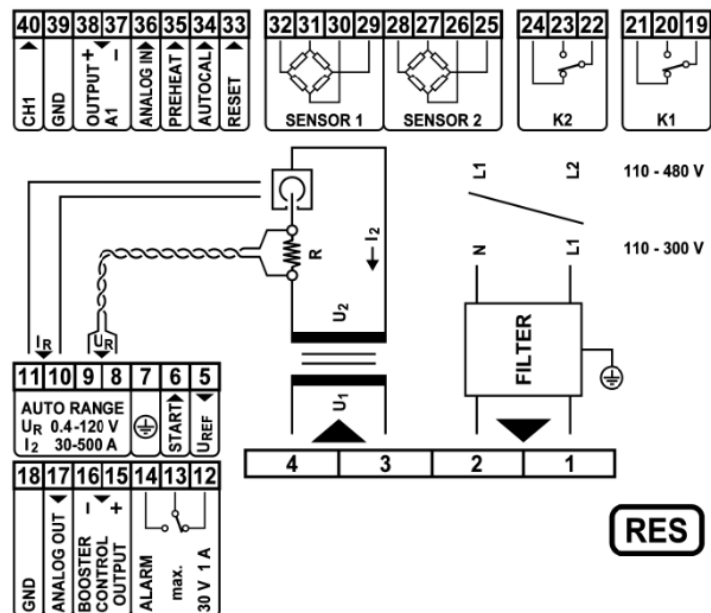 40 39 38 37 36 35 34 33
CH1
GND
OUTPUT + –
A1
ANALOG IN
PREHEAT
AUTOCAL
RESET
32 31 30 29 28 27 26 25
SENSOR 1
SENSOR 2
24 23 22
K2
21 20 19
K1
L1 L2 110 - 480 V
N L1 110 - 300 V
I2
R
U2
U1
FILTER
IR
UR
11 10 9 8 7 6 5
AUTO RANGE
UR 0.4-120 V
I2 30-500 A
START
UREF
4 3 2 1
18 17 16 15 14 13 12
GND
ANALOG OUT
– +
BOOSTER
CONTROL
OUTPUT
ALARM
max.
30 V 1 A
RES